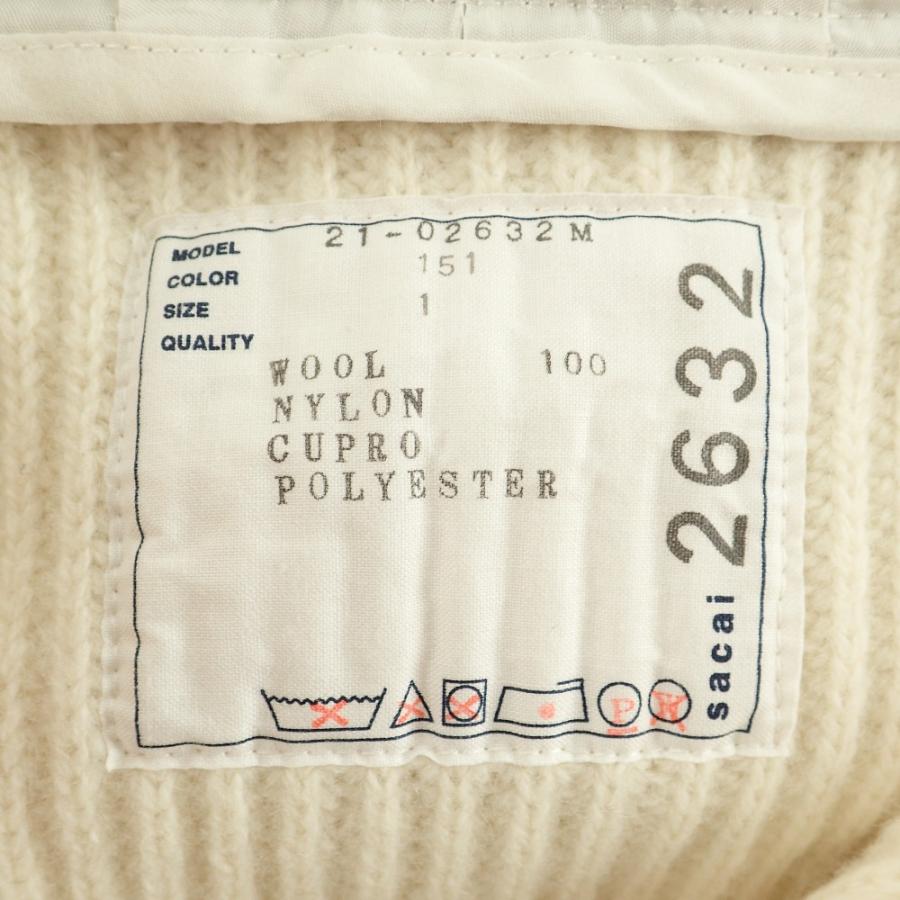 MODEL 21-02632M
COLOR 151
SIZE 1
QUALITY
WOOL 100
NYLON
CUPRO
POLYESTER
P W
sacai 2632